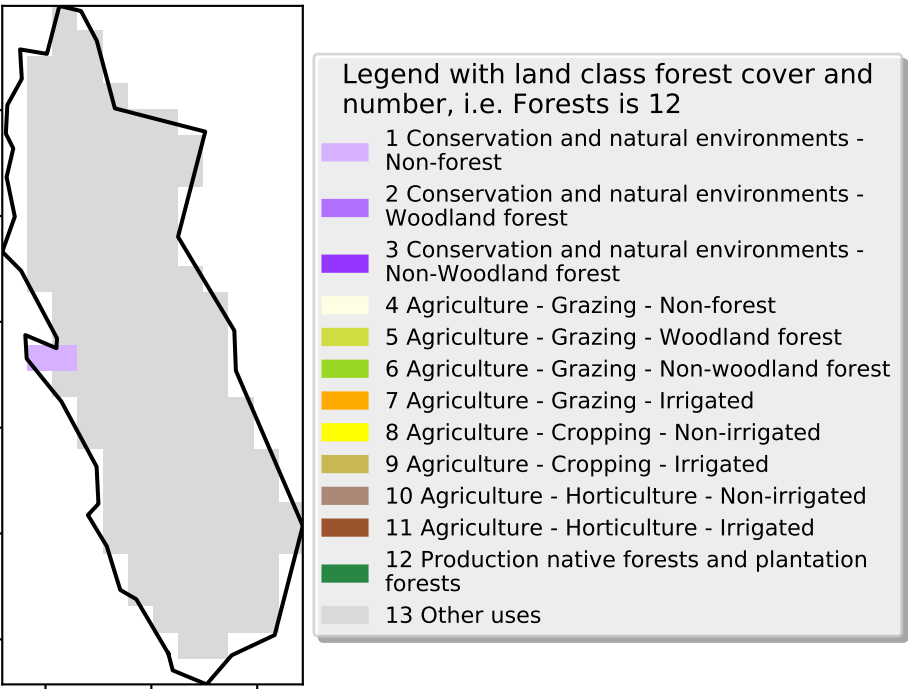 Legend with land class forest cover and
number, i.e. Forests is 12
1 Conservation and natural environments -
Non-forest
2 Conservation and natural environments -
Woodland forest
3 Conservation and natural environments -
Non-Woodland forest
4 Agriculture - Grazing - Non-forest
5 Agriculture - Grazing - Woodland forest
6 Agriculture - Grazing - Non-woodland forest
7 Agriculture - Grazing - Irrigated
8 Agriculture - Cropping - Non-irrigated
9 Agriculture - Cropping - Irrigated
10 Agriculture - Horticulture - Non-irrigated
11 Agriculture - Horticulture - Irrigated
12 Production native forests and plantation
forests
13 Other uses